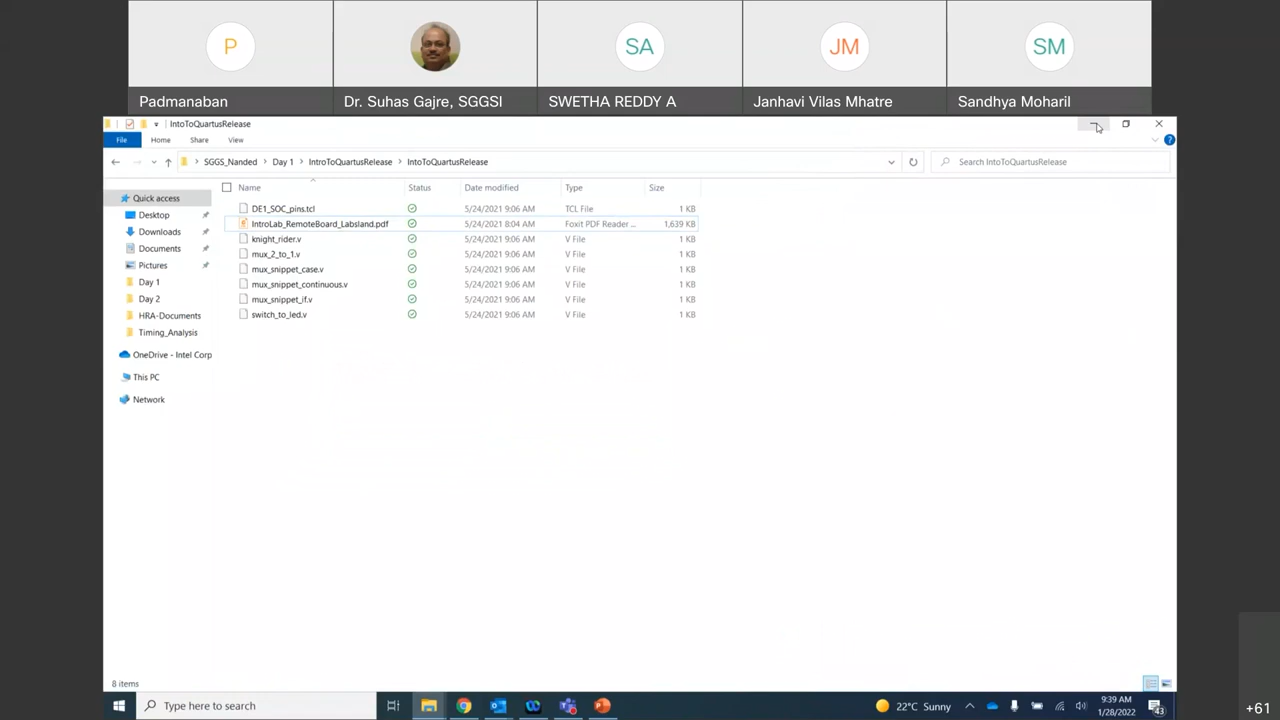 P
SA
JM
SM
Padmanaban
Dr. Suhas Gajre, SGGSI
SWETHA REDDY A
Janhavi Vilas Mhatre
Sandhya Moharil
IntoToQuartusRelease
File
Home
Share
View
SGGS_Nanded > Day 1 > IntroToQuartusRelease > IntoToQuartusRelease
Search IntoToQuartusRelease
Name Status Date modified Type Size
DE1_SOC_pins.tcl 5/24/2021 9:06 AM TCL File 1 KB
IntroLab_RemoteBoard_Labsland.pdf 5/24/2021 8:04 AM Foxit PDF Reader ... 1,639 KB
knight_rider.v 5/24/2021 9:06 AM V File 1 KB
mux_2_to_1.v 5/24/2021 9:06 AM V File 1 KB
mux_snippet_case.v 5/24/2021 9:06 AM V File 1 KB
mux_snippet_continuous.v 5/24/2021 9:06 AM V File 1 KB
mux_snippet_if.v 5/24/2021 9:06 AM V File 1 KB
switch_to_led.v 5/24/2021 9:06 AM V File 1 KB
Quick access
Desktop
Downloads
Documents
Pictures
Day 1
Day 2
HRA-Documents
Timing_Analysis
OneDrive - Intel Corp
This PC
Network
8 items
Type here to search
22°C Sunny
9:39 AM
1/28/2022
43
+61